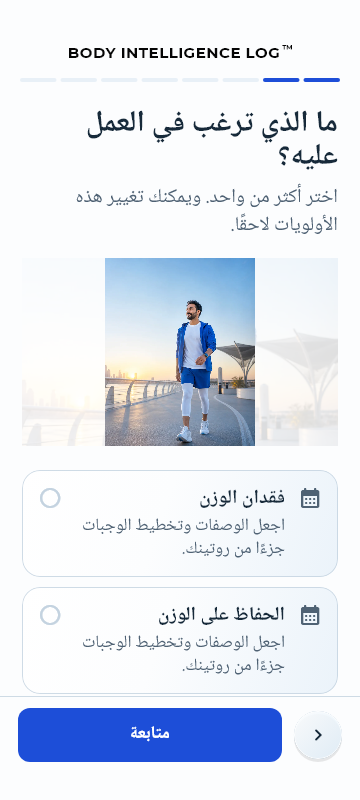 BODY INTELLIGENCE LOG™
ما الذي ترغب في العمل
عليه؟
اختر أكثر من واحد. ويمكنك تغيير هذه
الأولويات لاحقًا.
فقدان الوزن
اجعل الوصفات وتخطيط الوجبات
جزءًا من روتينك.
الحفاظ على الوزن
اجعل الوصفات وتخطيط الوجبات
جزءًا من روتينك.
متابعة